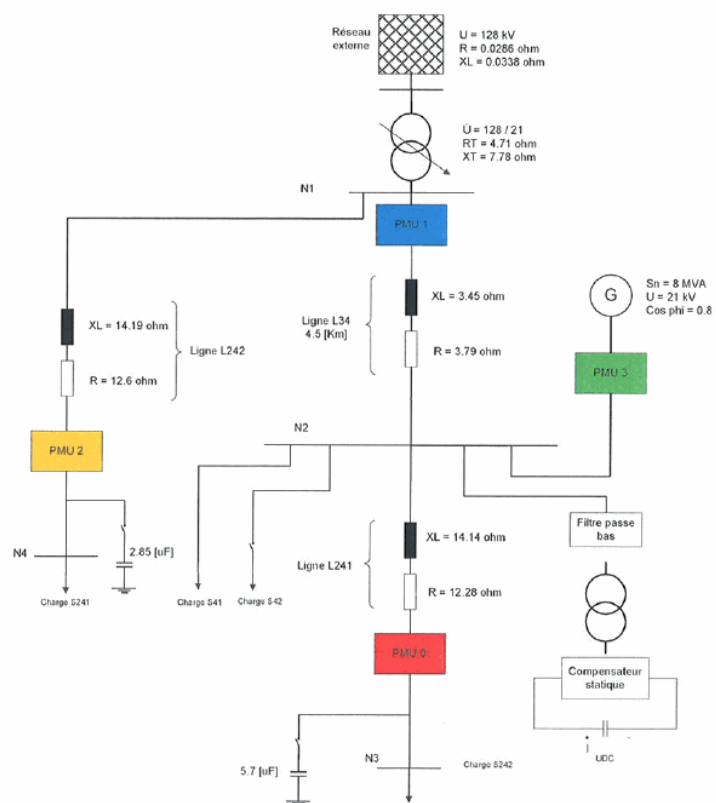 Réseau externe
U = 128 kV
R = 0.0286 ohm
XL = 0.0338 ohm
Ü = 128 / 21
RT = 4.71 ohm
XT = 7.78 ohm
N1
PMU 1
XL = 14.19 ohm
Ligne L242
R = 12.6 ohm
XL = 3.45 ohm
Ligne L34
4.5 [Km]
R = 3.79 ohm
G
Sn = 8 MVA
U = 21 kV
Cos phi = 0.8
PMU 3
PMU 2
N2
N4
2.85 [uF]
Charge S241
Charge S41
Charge S42
XL = 14.14 ohm
Ligne L241
R = 12.28 ohm
Filtre passe
bas
PMU 0
Compensateur
statique
UDC
5.7 [uF]
N3
Charge S242